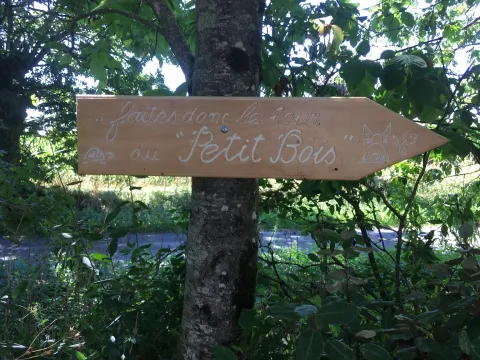 ... faites donc le tour
du "Petit Bois"